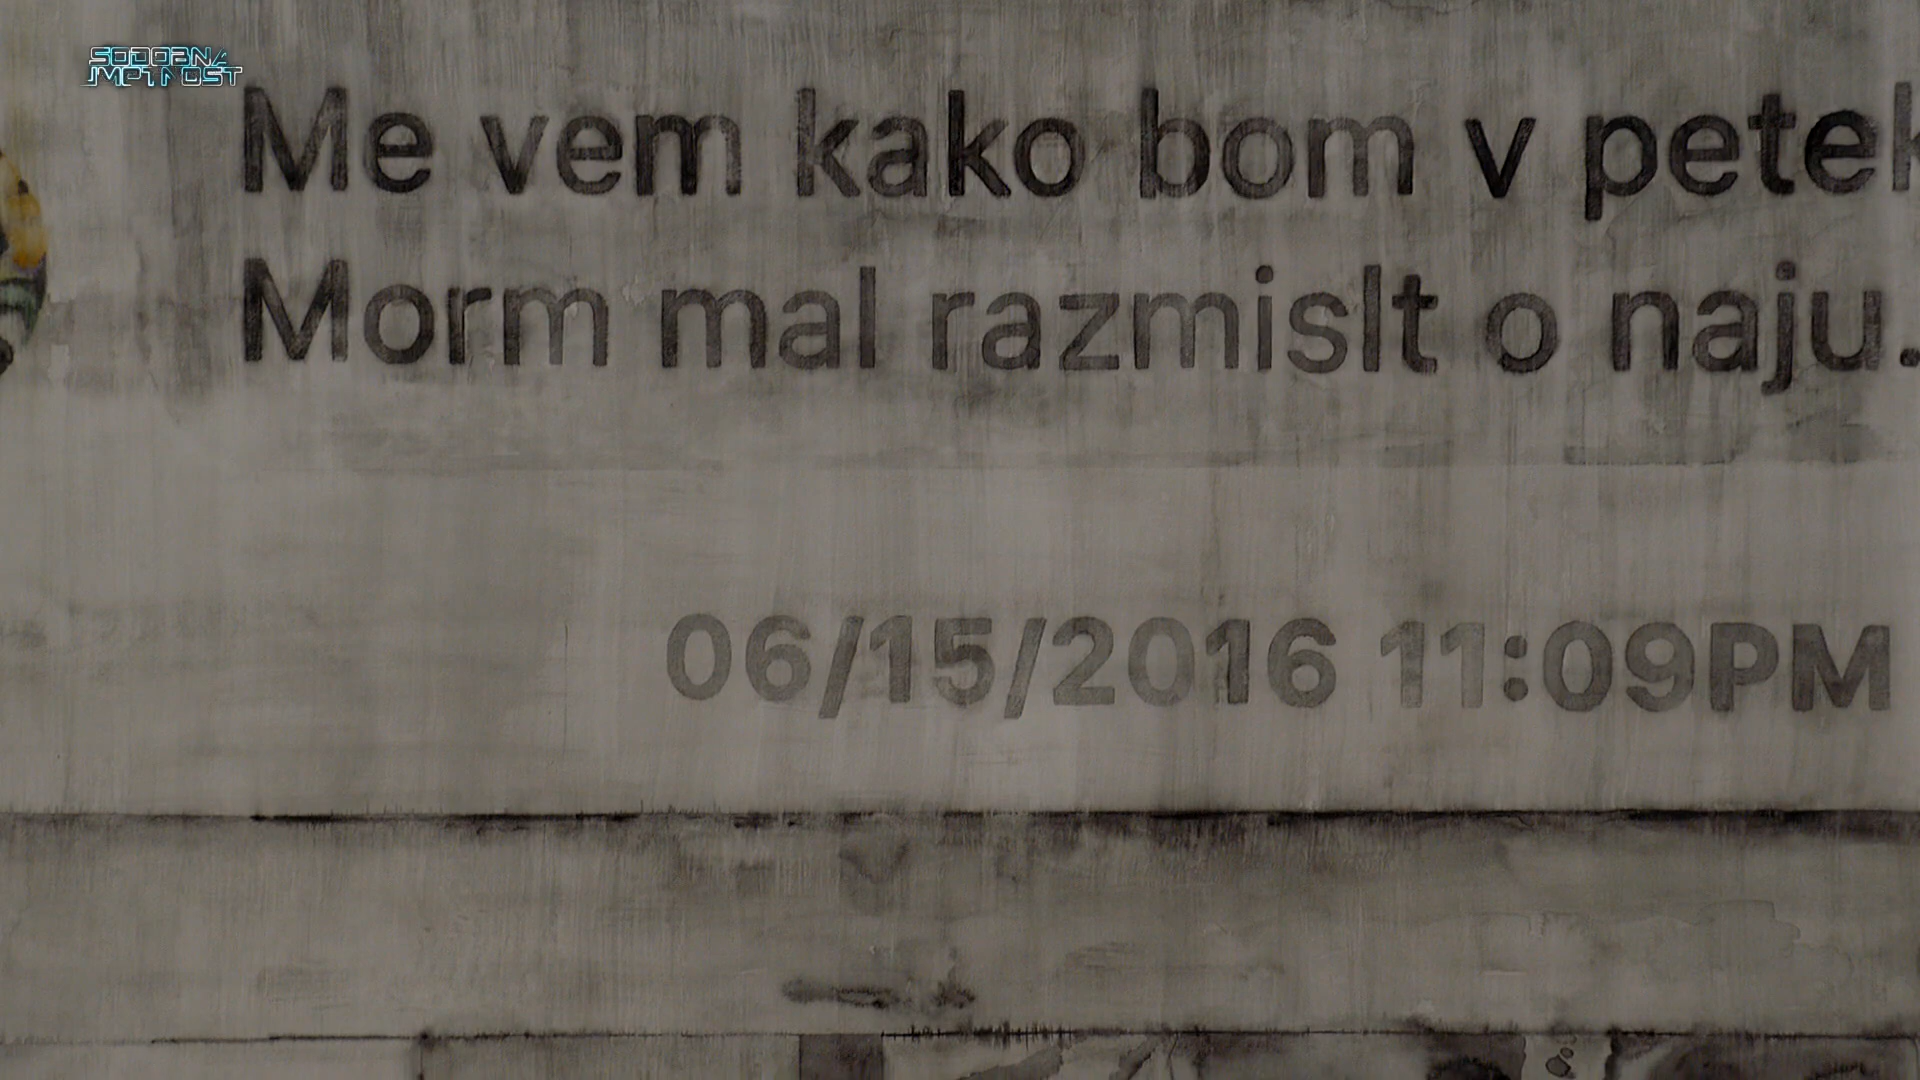 SODOBNA
UMETNOST
Me vem kako bom v petek
Morm mal razmislt o naju.
06/15/2016 11:09PM